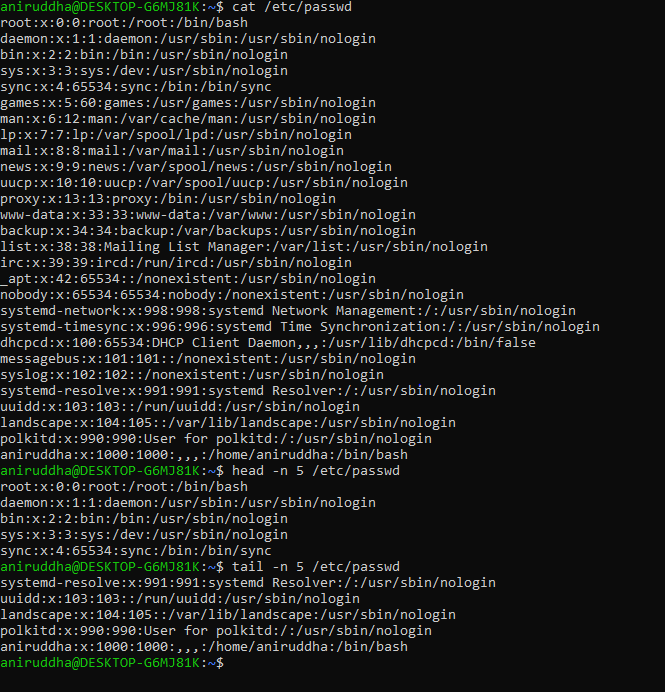 aniruddha@DESKTOP-G6MJ81K:~$ cat /etc/passwd
root:x:0:0:root:/root:/bin/bash
daemon:x:1:1:daemon:/usr/sbin:/usr/sbin/nologin
bin:x:2:2:bin:/bin:/usr/sbin/nologin
sys:x:3:3:sys:/dev:/usr/sbin/nologin
sync:x:4:65534:sync:/bin:/bin/sync
games:x:5:60:games:/usr/games:/usr/sbin/nologin
man:x:6:12:man:/var/cache/man:/usr/sbin/nologin
lp:x:7:7:lp:/var/spool/lpd:/usr/sbin/nologin
mail:x:8:8:mail:/var/mail:/usr/sbin/nologin
news:x:9:9:news:/var/spool/news:/usr/sbin/nologin
uucp:x:10:10:uucp:/var/spool/uucp:/usr/sbin/nologin
proxy:x:13:13:proxy:/bin:/usr/sbin/nologin
www-data:x:33:33:www-data:/var/www:/usr/sbin/nologin
backup:x:34:34:backup:/var/backups:/usr/sbin/nologin
list:x:38:38:Mailing List Manager:/var/list:/usr/sbin/nologin
irc:x:39:39:ircd:/run/ircd:/usr/sbin/nologin
_apt:x:42:65534::/nonexistent:/usr/sbin/nologin
nobody:x:65534:65534:nobody:/nonexistent:/usr/sbin/nologin
systemd-network:x:998:998:systemd Network Management:/:/usr/sbin/nologin
systemd-timesync:x:996:996:systemd Time Synchronization:/:/usr/sbin/nologin
dhcpcd:x:100:65534:DHCP Client Daemon,,,:/usr/lib/dhcpcd:/bin/false
messagebus:x:101:101::/nonexistent:/usr/sbin/nologin
syslog:x:102:102::/nonexistent:/usr/sbin/nologin
systemd-resolve:x:991:991:systemd Resolver:/:/usr/sbin/nologin
uuidd:x:103:103::/run/uuidd:/usr/sbin/nologin
landscape:x:104:105::/var/lib/landscape:/usr/sbin/nologin
polkitd:x:990:990:User for polkitd:/:/usr/sbin/nologin
aniruddha:x:1000:1000:,,,:/home/aniruddha:/bin/bash
aniruddha@DESKTOP-G6MJ81K:~$ head -n 5 /etc/passwd
root:x:0:0:root:/root:/bin/bash
daemon:x:1:1:daemon:/usr/sbin:/usr/sbin/nologin
bin:x:2:2:bin:/bin:/usr/sbin/nologin
sys:x:3:3:sys:/dev:/usr/sbin/nologin
sync:x:4:65534:sync:/bin:/bin/sync
aniruddha@DESKTOP-G6MJ81K:~$ tail -n 5 /etc/passwd
systemd-resolve:x:991:991:systemd Resolver:/:/usr/sbin/nologin
uuidd:x:103:103::/run/uuidd:/usr/sbin/nologin
landscape:x:104:105::/var/lib/landscape:/usr/sbin/nologin
polkitd:x:990:990:User for polkitd:/:/usr/sbin/nologin
aniruddha:x:1000:1000:,,,:/home/aniruddha:/bin/bash
aniruddha@DESKTOP-G6MJ81K:~$